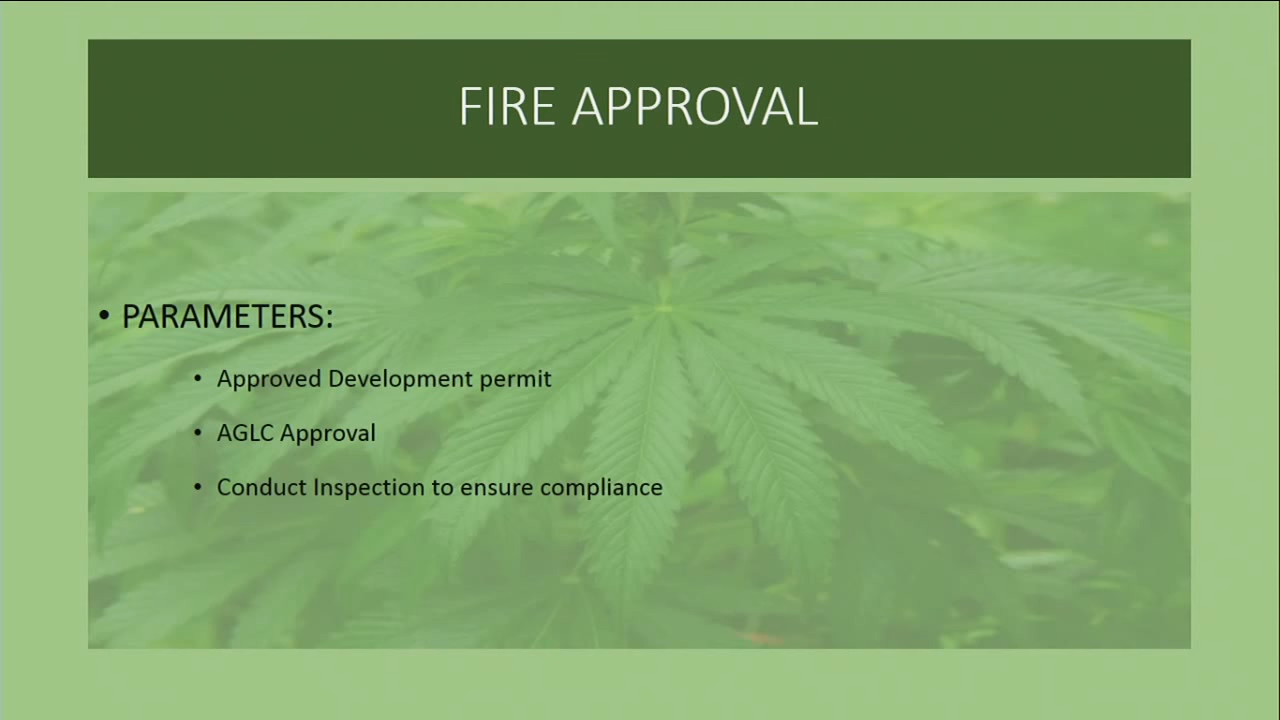 FIRE APPROVAL
• PARAMETERS:
• Approved Development permit
• AGLC Approval
• Conduct Inspection to ensure compliance